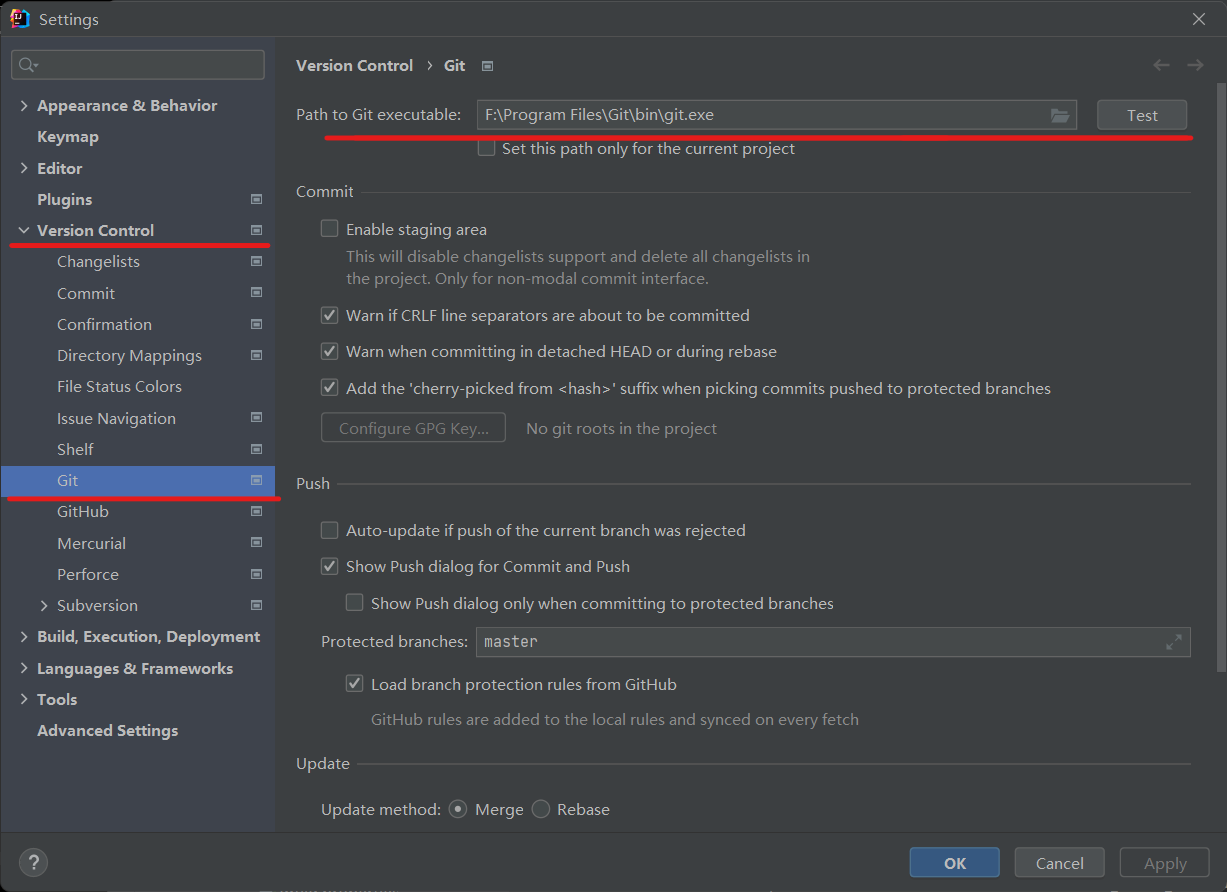 Settings
Version Control › Git
Appearance & Behavior
Keymap
Editor
Plugins
Version Control
Changelists
Commit
Confirmation
Directory Mappings
File Status Colors
Issue Navigation
Shelf
Git
GitHub
Mercurial
Perforce
Subversion
Build, Execution, Deployment
Languages & Frameworks
Tools
Advanced Settings
Path to Git executable: F:\Program Files\Git\bin\git.exe Test
Set this path only for the current project
Commit
Enable staging area
This will disable changelists support and delete all changelists in
the project. Only for non-modal commit interface.
Warn if CRLF line separators are about to be committed
Warn when committing in detached HEAD or during rebase
Add the 'cherry-picked from <hash>' suffix when picking commits pushed to protected branches
Configure GPG Key... No git roots in the project
Push
Auto-update if push of the current branch was rejected
Show Push dialog for Commit and Push
Show Push dialog only when committing to protected branches
Protected branches: master
Load branch protection rules from GitHub
GitHub rules are added to the local rules and synced on every fetch
Update
Update method: Merge Rebase
? OK Cancel Apply